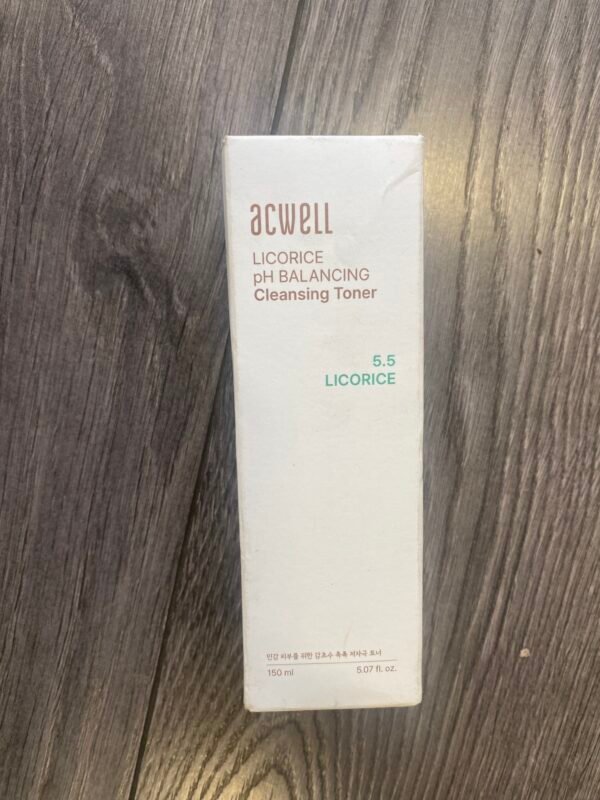 acwell
LICORICE
pH BALANCING
Cleansing Toner
5.5
LICORICE
민감 피부를 위한 감초수 촉촉 저자극 토너
150 ml 5.07 fl. oz.